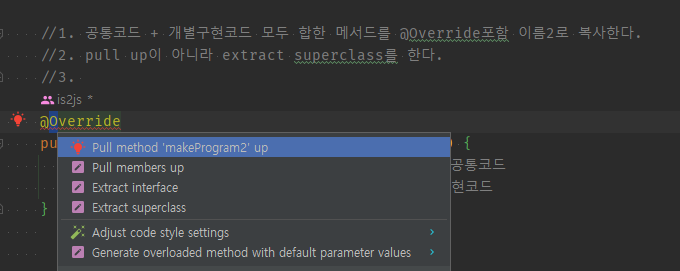 //1. 공통코드 + 개별구현코드 모두 합한 메서드를 @Override포함 이름2로 복사한다.
//2. pull up이 아니라 extract superclass를 한다.
//3.
is2js *
@Override
pu
) {
Pull method 'makeProgram2' up
공통코드
Pull members up
현코드
Extract interface
}
Extract superclass
Adjust code style settings
Generate overloaded method with default parameter values